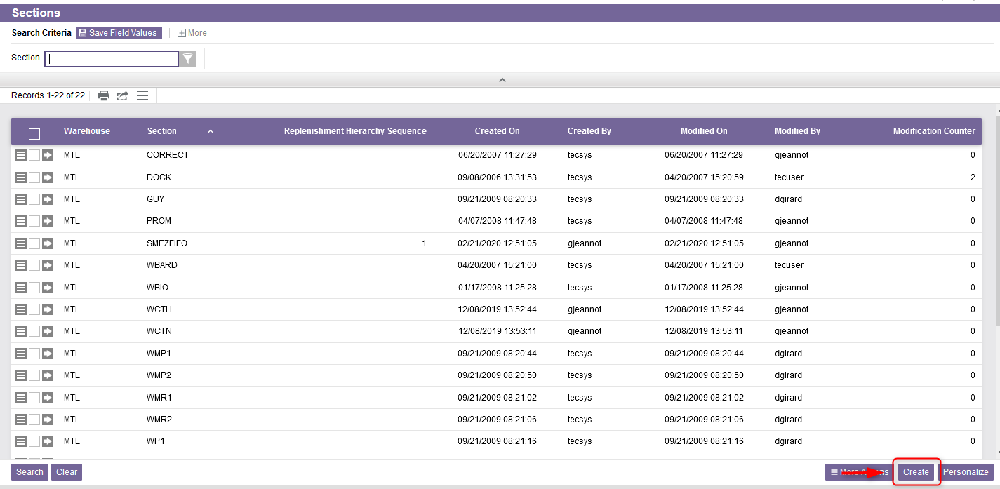 Sections
Search Criteria Save Field Values More
Section
Records 1-22 of 22
Warehouse Section Replenishment Hierarchy Sequence Created On Created By Modified On Modified By Modification Counter
MTL CORRECT 06/20/2007 11:27:29 tecsys 06/20/2007 11:27:29 gjeannot 0
MTL DOCK 09/08/2006 13:31:53 tecsys 04/20/2007 15:20:59 tecuser 2
MTL GUY 09/21/2009 08:20:33 tecsys 09/21/2009 08:20:33 dgirard 0
MTL PROM 04/07/2008 11:47:48 tecsys 04/07/2008 11:47:48 gjeannot 0
MTL SMEZFIFO 1 02/21/2020 12:51:05 gjeannot 02/21/2020 12:51:05 gjeannot 0
MTL WBARD 04/20/2007 15:21:00 tecsys 04/20/2007 15:21:00 tecuser 0
MTL WBIO 01/17/2008 11:25:28 tecsys 01/17/2008 11:25:28 gjeannot 0
MTL WCTH 12/08/2019 13:52:44 gjeannot 12/08/2019 13:52:44 gjeannot 0
MTL WCTN 12/08/2019 13:53:11 gjeannot 12/08/2019 13:53:11 gjeannot 0
MTL WMP1 09/21/2009 08:20:44 tecsys 09/21/2009 08:20:44 dgirard 0
MTL WMP2 09/21/2009 08:20:50 tecsys 09/21/2009 08:20:50 dgirard 0
MTL WMR1 09/21/2009 08:21:02 tecsys 09/21/2009 08:21:02 dgirard 0
MTL WMR2 09/21/2009 08:21:06 tecsys 09/21/2009 08:21:06 dgirard 0
MTL WP1 09/21/2009 08:21:16 tecsys 09/21/2009 08:21:16 dgirard 0
Search Clear More Create Personalize